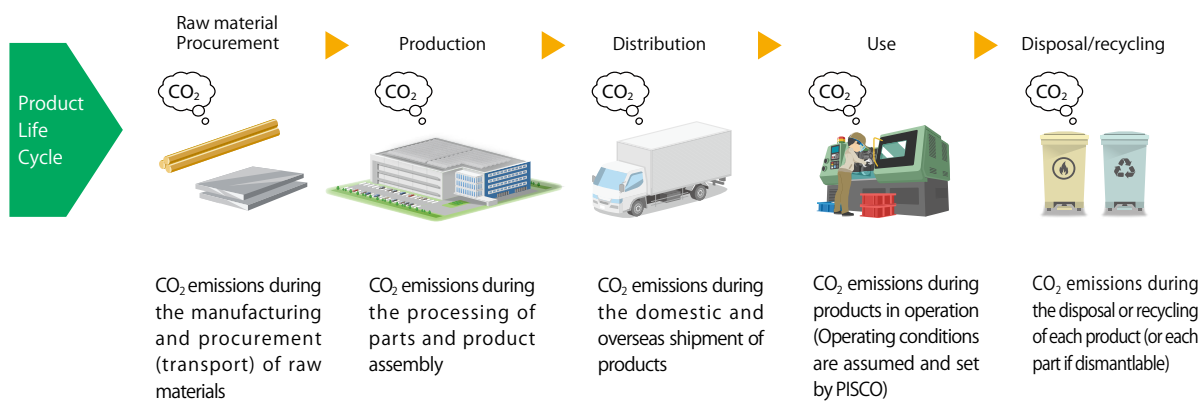 Product
Life
Cycle
Raw material
Procurement
CO₂
CO₂ emissions during
the manufacturing
and procurement
(transport) of raw
materials
Production
CO₂
CO₂ emissions during
the processing of
parts and product
assembly
Distribution
CO₂
CO₂ emissions during
the domestic and
overseas shipment of
products
Use
CO₂
CO₂ emissions during
products in operation
(Operating conditions
are assumed and set
by PISCO)
Disposal/recycling
CO₂
CO₂ emissions during
the disposal or recycling
of each product (or each
part if dismantlable)